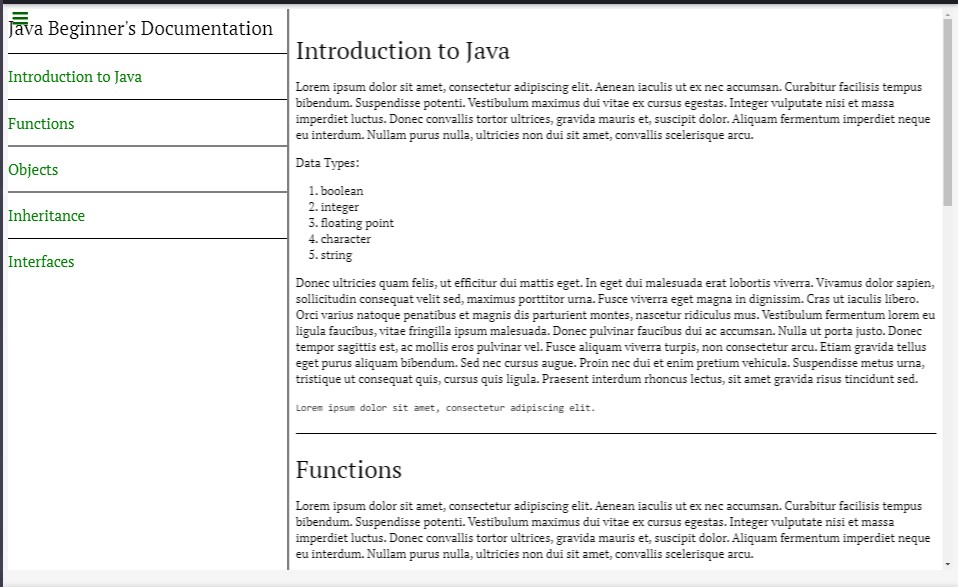 Java Beginner's Documentation
Introduction to Java
Functions
Objects
Inheritance
Interfaces
Introduction to Java
Lorem ipsum dolor sit amet, consectetur adipiscing elit. Aenean iaculis ut ex nec accumsan. Curabitur facilisis tempus
bibendum. Suspendisse potenti. Vestibulum maximus dui vitae ex cursus egestas. Integer vulputate nisi et massa
imperdiet luctus. Donec convallis tortor ultrices, gravida mauris et, suscipit dolor. Aliquam fermentum imperdiet neque
eu interdum. Nullam purus nulla, ultricies non dui sit amet, convallis scelerisque arcu.
Data Types:
1. boolean
2. integer
3. floating point
4. character
5. string
Donec ultricies quam felis, ut efficitur dui mattis eget. In eget dui malesuada erat lobortis viverra. Vivamus dolor sapien,
sollicitudin consequat velit sed, maximus porttitor urna. Fusce viverra eget magna in dignissim. Cras ut iaculis libero.
Orci varius natoque penatibus et magnis dis parturient montes, nascetur ridiculus mus. Vestibulum fermentum lorem eu
ligula faucibus, vitae fringilla ipsum malesuada. Donec pulvinar faucibus dui ac accumsan. Nulla ut porta justo. Donec
tempor sagittis est, ac mollis eros pulvinar vel. Fusce aliquam viverra turpis, non consectetur arcu. Etiam gravida tellus
eget purus aliquam bibendum. Sed nec cursus augue. Proin nec dui et enim pretium vehicula. Suspendisse metus urna,
tristique ut consequat quis, cursus quis ligula. Praesent interdum rhoncus lectus, sit amet gravida risus tincidunt sed.
Lorem ipsum dolor sit amet, consectetur adipiscing elit.
Functions
Lorem ipsum dolor sit amet, consectetur adipiscing elit. Aenean iaculis ut ex nec accumsan. Curabitur facilisis tempus
bibendum. Suspendisse potenti. Vestibulum maximus dui vitae ex cursus egestas. Integer vulputate nisi et massa
imperdiet luctus. Donec convallis tortor ultrices, gravida mauris et, suscipit dolor. Aliquam fermentum imperdiet neque
eu interdum. Nullam purus nulla, ultricies non dui sit amet, convallis scelerisque arcu.